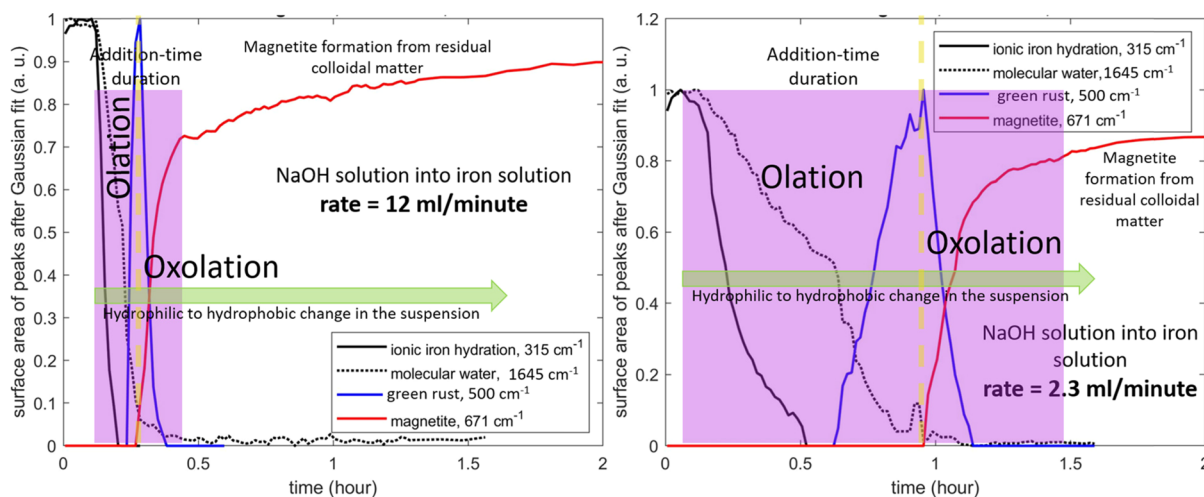 surface area of peaks after Gaussian fit (a. u.)
1
0.9
0.8
0.7
0.6
0.5
0.4
0.3
0.2
0.1
0
Addition-time
duration
Magnetite formation from residual
colloidal matter
Olation
NaOH solution into iron solution
rate = 12 ml/minute
Oxolation
Hydrophilic to hydrophobic change in the suspension
ionic iron hydration, 315 cm-1
molecular water, 1645 cm-1
green rust, 500 cm-1
magnetite, 671 cm-1
0
0.5
1
1.5
2
time (hour)
surface area of peaks after Gaussian fit (a. u.)
1.2
1
0.8
0.6
0.4
0.2
0
Addition-time
duration
ionic iron hydration, 315 cm-1
molecular water,1645 cm-1
green rust, 500 cm-1
magnetite, 671 cm-1
Olation
Magnetite
formation from
residual colloidal
matter
Oxolation
Hydrophilic to hydrophobic change in the suspension
NaOH solution into iron
solution
rate = 2.3 ml/minute
0
0.5
1
1.5
2
time (hour)